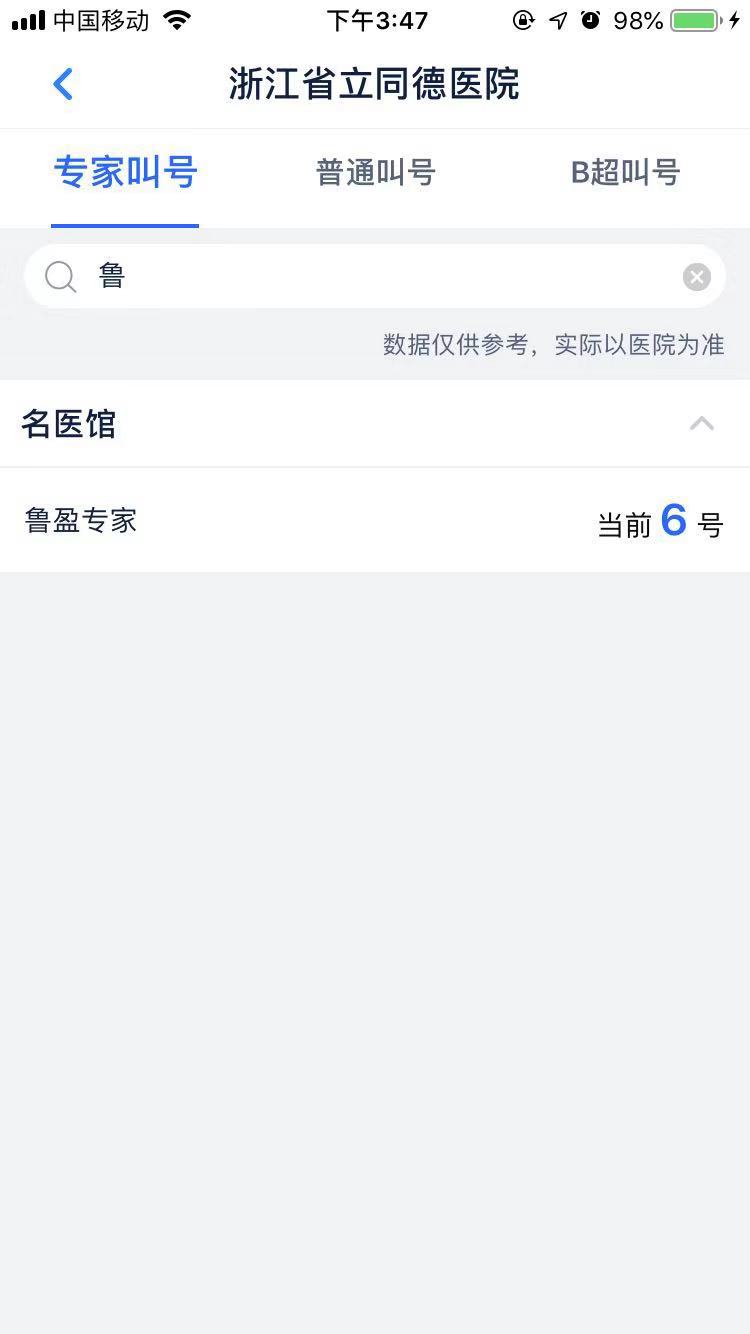 中国移动 下午3:47 98%
浙江省立同德医院
专家叫号 普通叫号 B超叫号
鲁
数据仅供参考，实际以医院为准
名医馆
鲁盈专家 当前 6 号